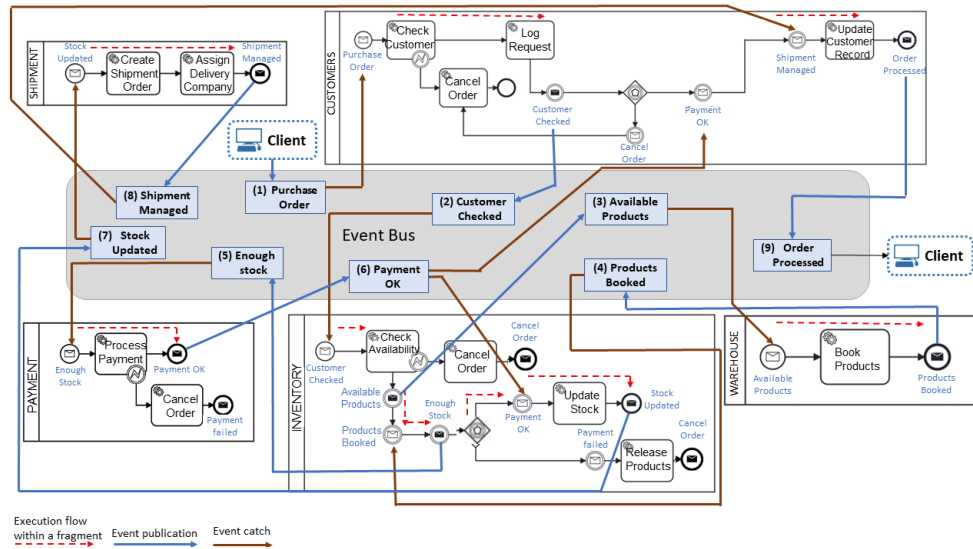 SHIPMENT
Stock
Updated
Create
Shipment
Order
Assign
Delivery
Company
Shipment
Managed
CUSTOMERS
Purchase
Order
Check
Customer
Log
Request
Cancel
Order
Customer
Checked
Cancel
Order
Payment
OK
Shipment
Managed
Update
Customer
Record
Order
Processed
Client
(8) Shipment
Managed
(1) Purchase
Order
(2) Customer
Checked
(3) Available
Products
(7) Stock
Updated
Event Bus
(5) Enough
stock
(6) Payment
OK
(4) Products
Booked
(9) Order
Processed
Client
PAYMENT
Enough
Stock
Process
Payment
Payment OK
Cancel
Order
Payment
failed
INVENTORY
Customer
Checked
Check
Availability
Cancel
Order
Cancel
Order
Available
Products
Products
Booked
Enough
Stock
Payment
OK
Update
Stock
Stock
Updated
Payment
failed
Release
Products
Cancel
Order
WAREHOUSE
Available
Products
Book
Products
Products
Booked
Execution flow
within a fragment
Event publication
Event catch